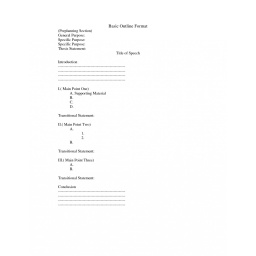 Basic Outline Format
(Preplanning Section)
General Purpose:
Specific Purpose:
Specific Purpose:
Thesis Statement:
Title of Speech
Introduction
I.( Main Point One)
A. Supporting Material
B.
C.
D.
Transitional Statement:
II.( Main Point Two)
A.
1.
2.
B.
Transitional Statement:
III.( Main Point Three)
A.
B.
Transitional Statement:
Conclusion